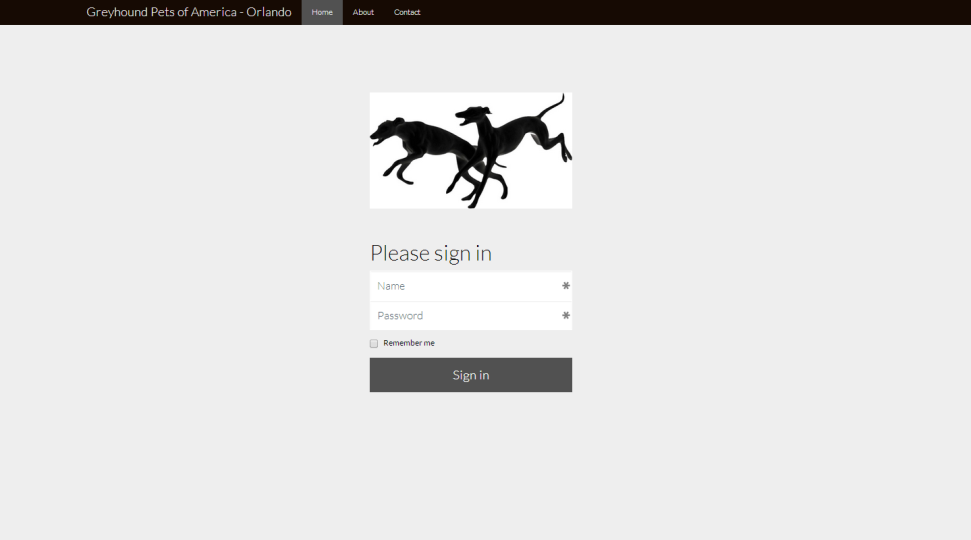 Greyhound Pets of America - Orlando
Home
About
Contact
Please sign in
Name
Password
Remember me
Sign in